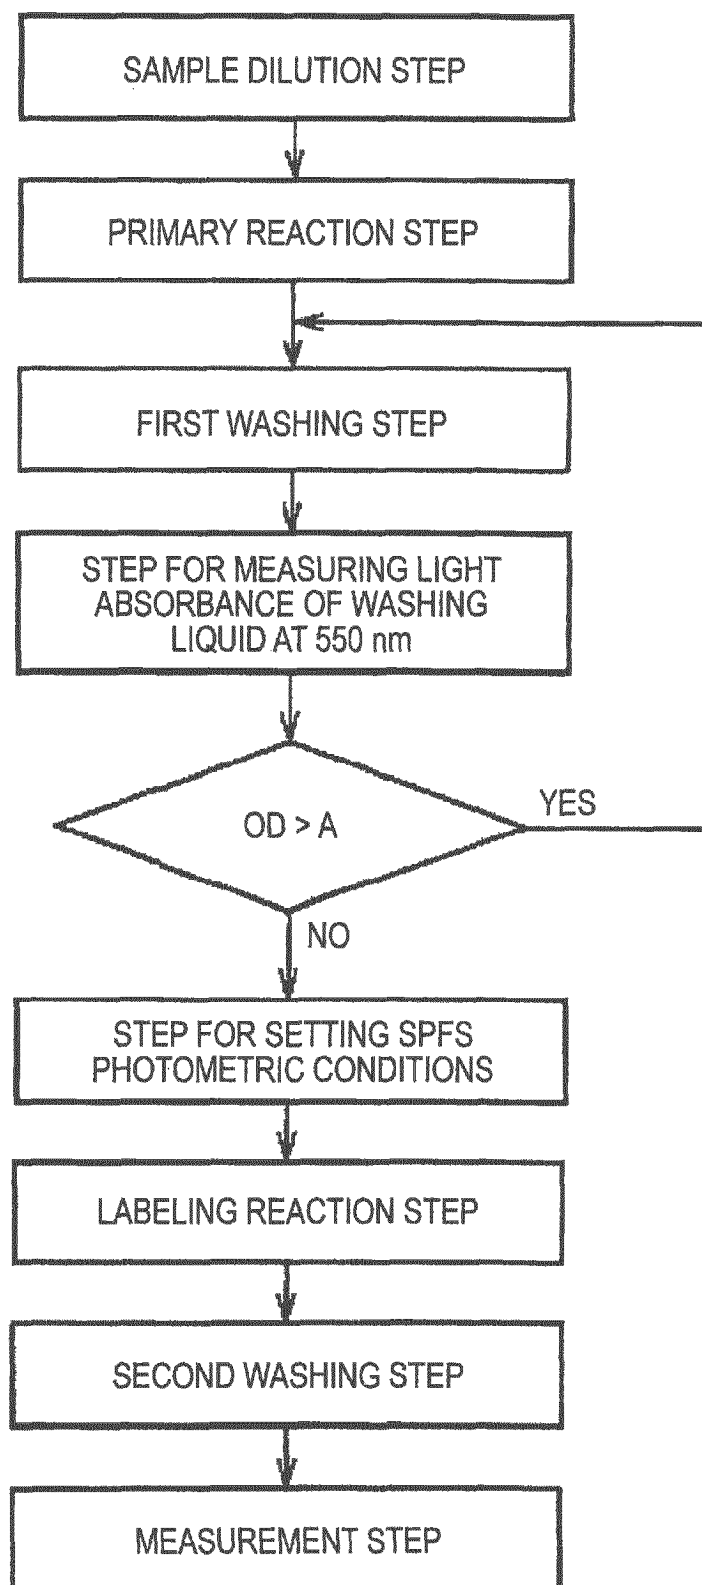 SAMPLE DILUTION STEP
PRIMARY REACTION STEP
FIRST WASHING STEP
STEP FOR MEASURING LIGHT
ABSORBANCE OF WASHING
LIQUID AT 550 nm
OD > A
YES
NO
STEP FOR SETTING SPFS
PHOTOMETRIC CONDITIONS
LABELING REACTION STEP
SECOND WASHING STEP
MEASUREMENT STEP